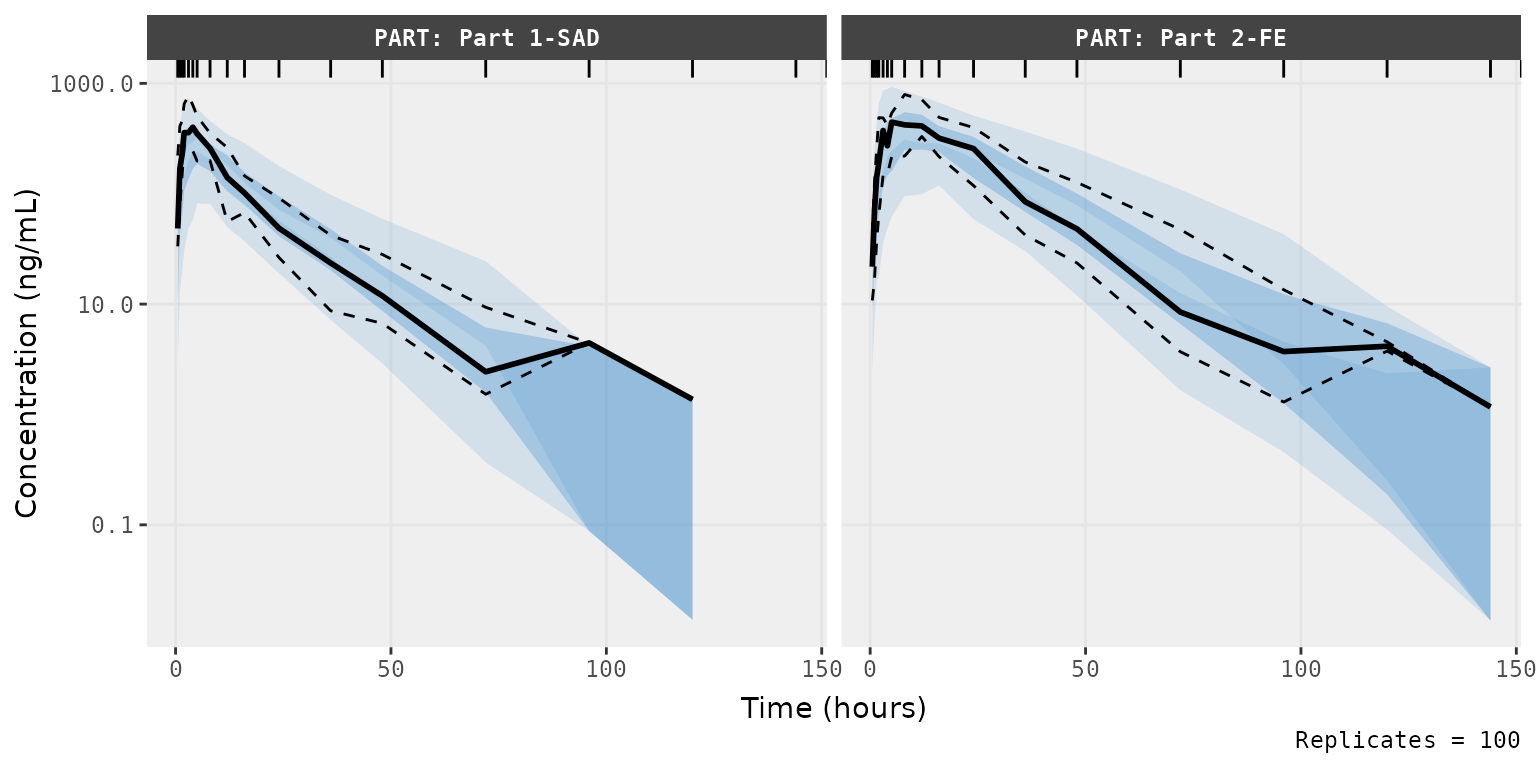 PART: Part 1-SAD
PART: Part 2-FE
1000.0
10.0
0.1
Concentration (ng/mL)
0 50 100 150
0 50 100 150
Time (hours)
Replicates = 100